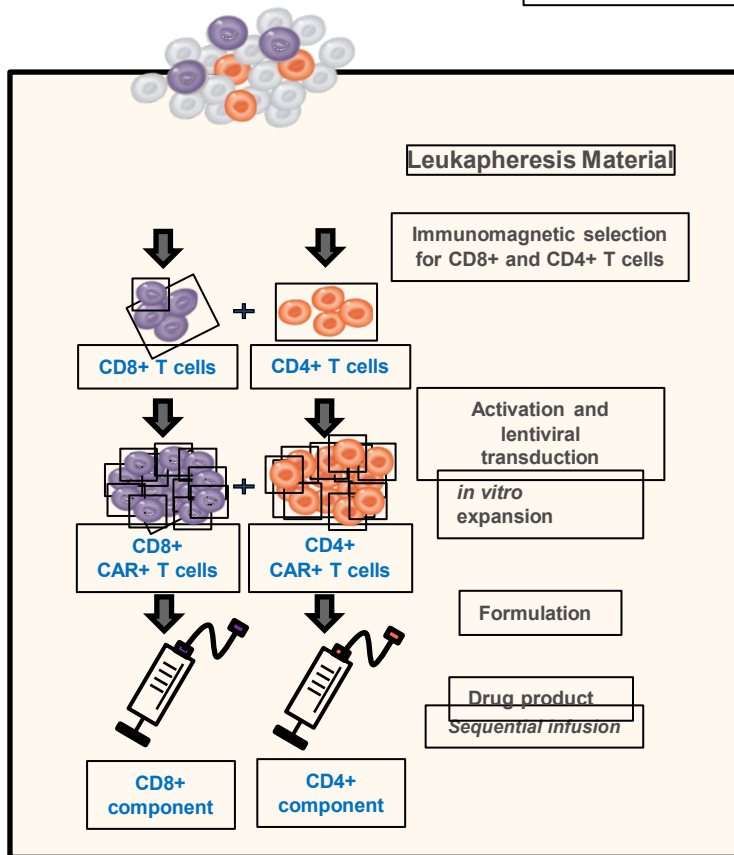 Leukapheresis Material
Immunomagnetic selection
for CD8+ and CD4+ T cells
CD8+ T cells
CD4+ T cells
Activation and
lentiviral
transduction
in vitro
expansion
CD8+
CAR+ T cells
CD4+
CAR+ T cells
Formulation
Drug product
Sequential infusion
CD8+
component
CD4+
component